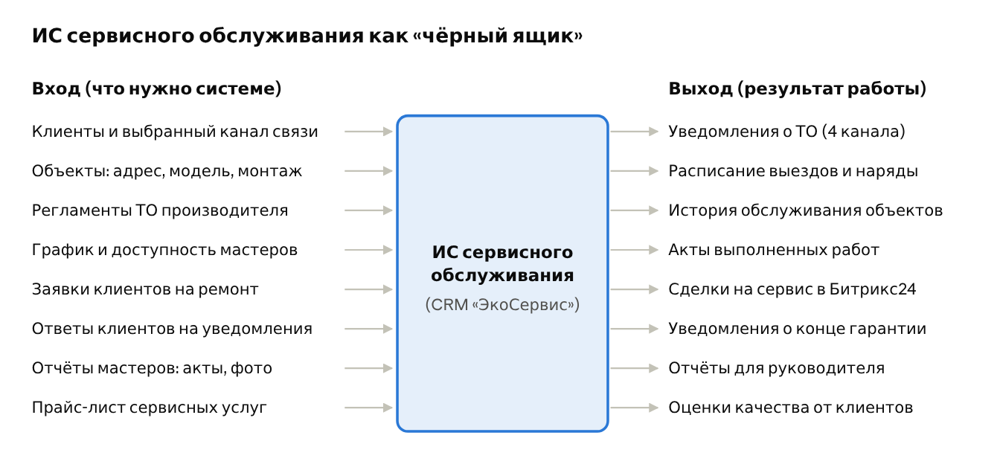 ИС сервисного обслуживания как «чёрный ящик»
Вход (что нужно системе)
Клиенты и выбранный канал связи
Объекты: адрес, модель, монтаж
Регламенты ТО производителя
График и доступность мастеров
Заявки клиентов на ремонт
Ответы клиентов на уведомления
Отчёты мастеров: акты, фото
Прайс-лист сервисных услуг
ИС сервисного
обслуживания
(CRM «ЭкоСервис»)
Выход (результат работы)
Уведомления о ТО (4 канала)
Расписание выездов и наряды
История обслуживания объектов
Акты выполненных работ
Сделки на сервис в Битрикс24
Уведомления о конце гарантии
Отчёты для руководителя
Оценки качества от клиентов